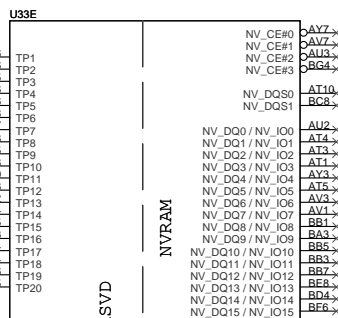 U33E
NV_CE#0 AY7
NV_CE#1 AV7
NV_CE#2 AU3
NV_CE#3 BG4
NV_DQS0 AT10
NV_DQS1 BC8
NV_DQ0 / NV_IO0 AU2
NV_DQ1 / NV_IO1 AT4
NV_DQ2 / NV_IO2 AT3
NV_DQ3 / NV_IO3 AT1
NV_DQ4 / NV_IO4 AY3
NV_DQ5 / NV_IO5 AT5
NV_DQ6 / NV_IO6 AV3
NV_DQ7 / NV_IO7 AV1
NV_DQ8 / NV_IO8 BB1
NV_DQ9 / NV_IO9 BA3
NV_DQ10 / NV_IO10 BB5
NV_DQ11 / NV_IO11 BB3
NV_DQ12 / NV_IO12 BB7
NV_DQ13 / NV_IO13 BE8
NV_DQ14 / NV_IO14 BD4
NV_DQ15 / NV_IO15 BF6
TP1
TP2
TP3
TP4
TP5
TP6
TP7
TP8
TP9
TP10
TP11
TP12
TP13
TP14
TP15
TP16
TP17
TP18
TP19
TP20
NVRAM
RSVD